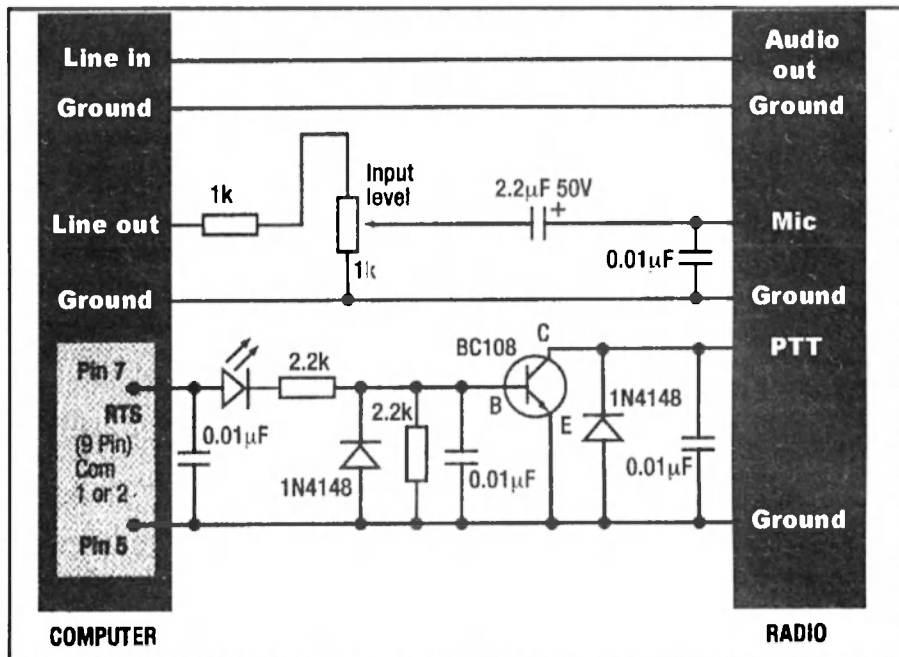 Line in
Audio out
Ground
Ground
1k
Input level
2.2µF 50V
Line out
Mic
1k
0.01µF
Ground
Ground
Pin 7
RTS
(9 Pin)
Com
1 or 2
Pin 5
0.01µF
2.2k
1N4148
2.2k
0.01µF
BC108
C
B
E
1N4148
0.01µF
PTT
Ground
COMPUTER
RADIO